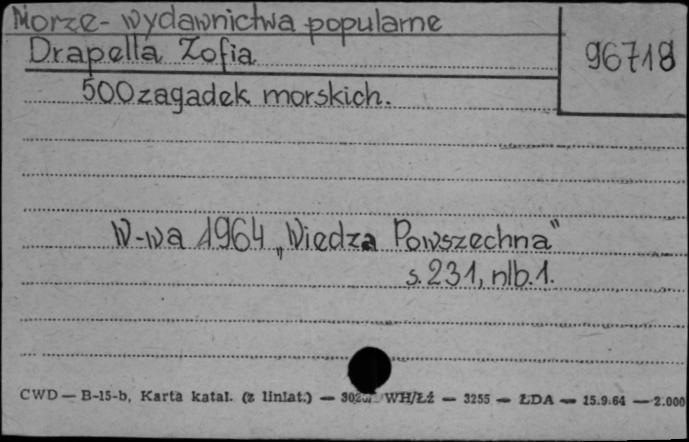 Morze - wydawnictwa popularne
Drapella Zofia
96718
500 zagadek morskich.
W-wa 1964 „Wiedza Powszechna"
s. 231, nlb. 1.
CWD — B-15-b, Karta katal. (z liniat.) — WH/Łź — 3255 — ŁDA — 15.9.64 — 2.000